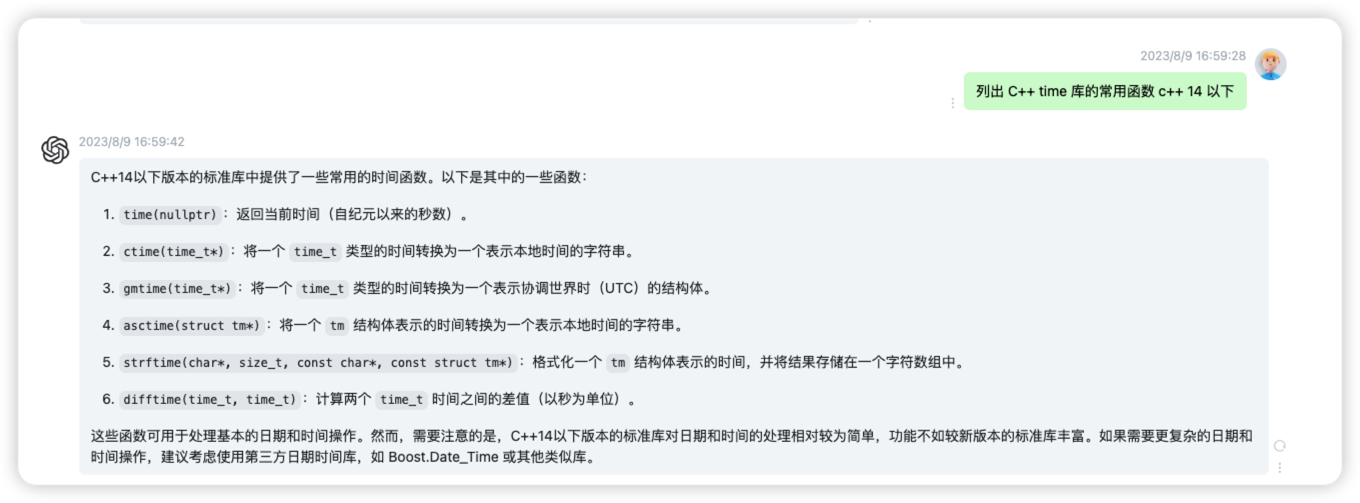 2023/8/9 16:59:28
列出 C++ time 库的常用函数 c++ 14 以下
2023/8/9 16:59:42
C++14以下版本的标准库中提供了一些常用的时间函数。以下是其中的一些函数：
1. time(nullptr)：返回当前时间（自纪元以来的秒数）。
2. ctime(time_t*)：将一个 time_t 类型的时间转换为一个表示本地时间的字符串。
3. gmtime(time_t*)：将一个 time_t 类型的时间转换为一个表示协调世界时（UTC）的结构体。
4. asctime(struct tm*)：将一个 tm 结构体表示的时间转换为一个表示本地时间的字符串。
5. strftime(char*, size_t, const char*, const struct tm*)：格式化一个 tm 结构体表示的时间，并将结果存储在一个字符数组中。
6. difftime(time_t, time_t)：计算两个 time_t 时间之间的差值（以秒为单位）。
这些函数可用于处理基本的日期和时间操作。然而，需要注意的是，C++14以下版本的标准库对日期和时间的处理相对较为简单，功能不如较新版本的标准库丰富。如果需要更复杂的日期和
时间操作，建议考虑使用第三方日期时间库，如 Boost.Date_Time 或其他类似库。